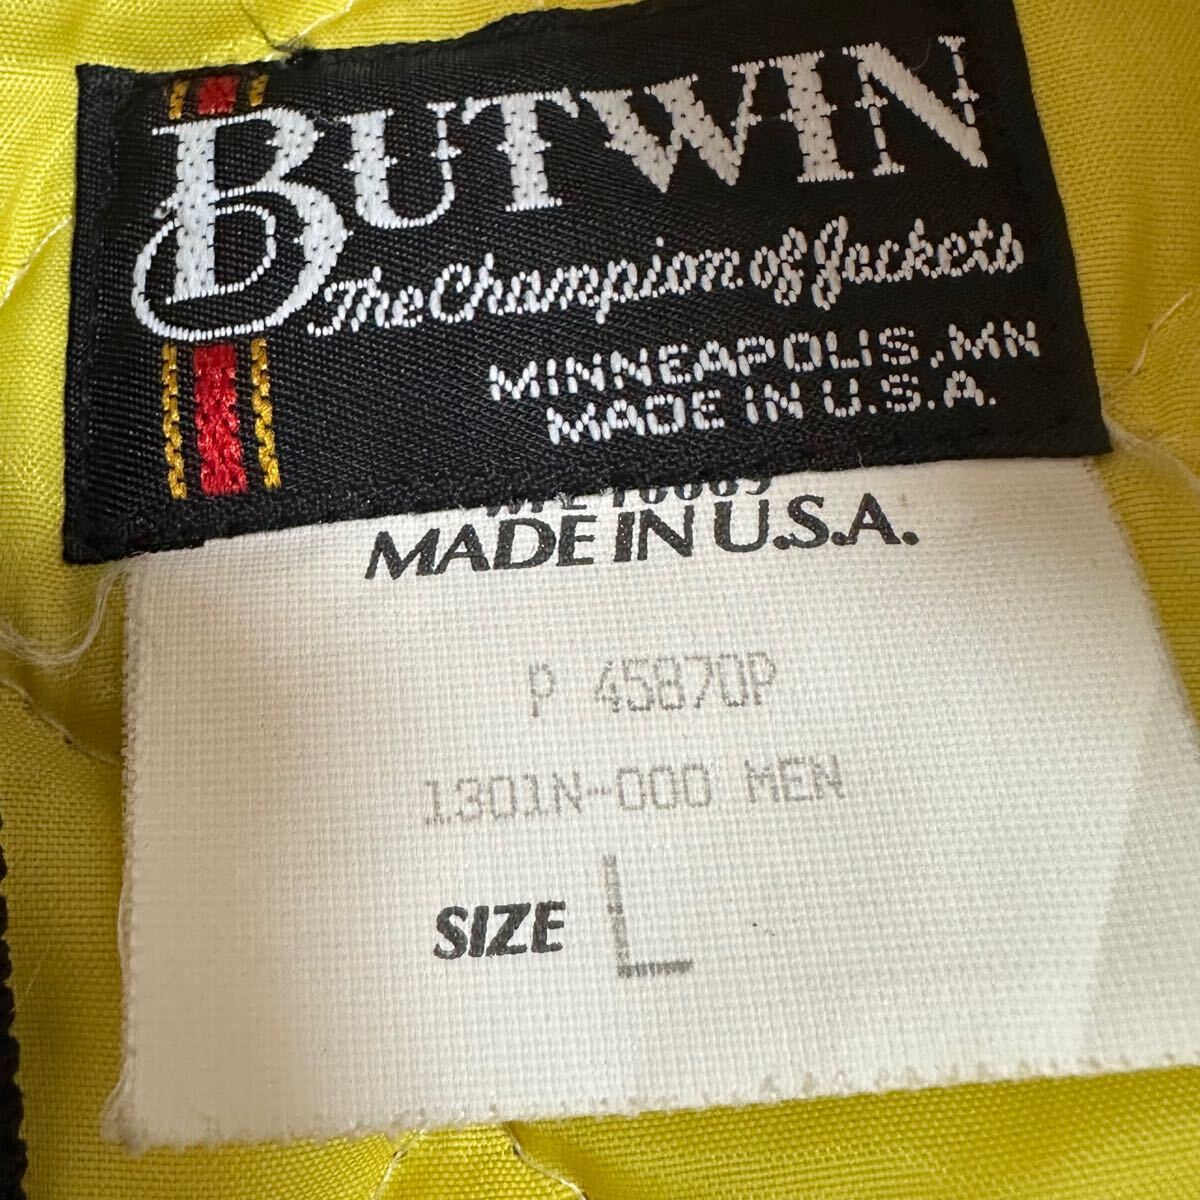 BUTWIN
The Champion of Jackets
MINNEAPOLIS, MN
MADE IN U.S.A.
MADE IN U.S.A.
P 45870P
1301N-000 MEN
SIZE L